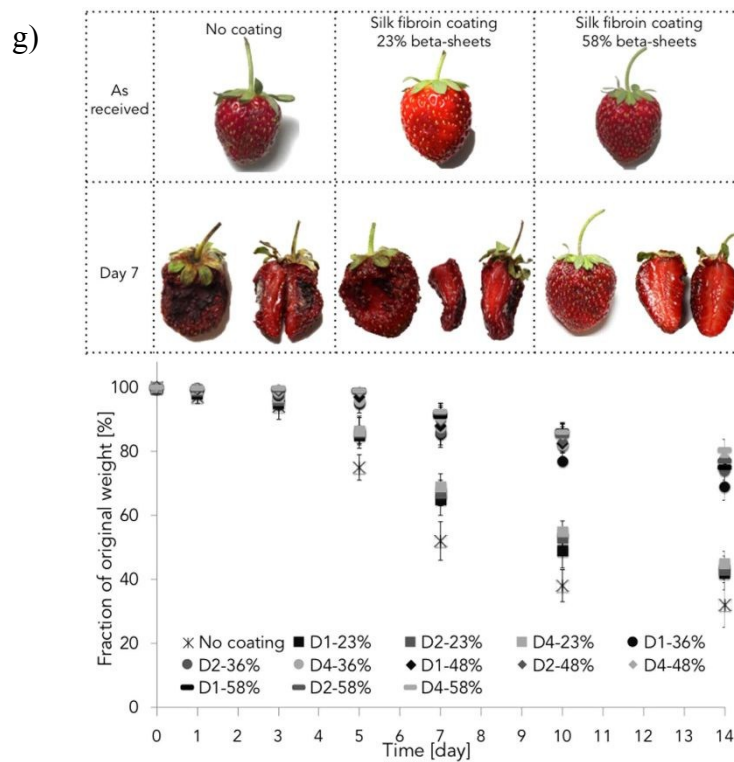 g)
No coating
Silk fibroin coating
23% beta-sheets
Silk fibroin coating
58% beta-sheets
As
received
Day 7
Fraction of original weight [%]
100
80
60
40
20
0
No coating D1-23% D2-23% D4-23% D1-36%
D2-36% D4-36% D1-48% D2-48% D4-48%
D1-58% D2-58% D4-58%
0 1 2 3 4 5 6 7 8 9 10 11 12 13 14
Time [day]